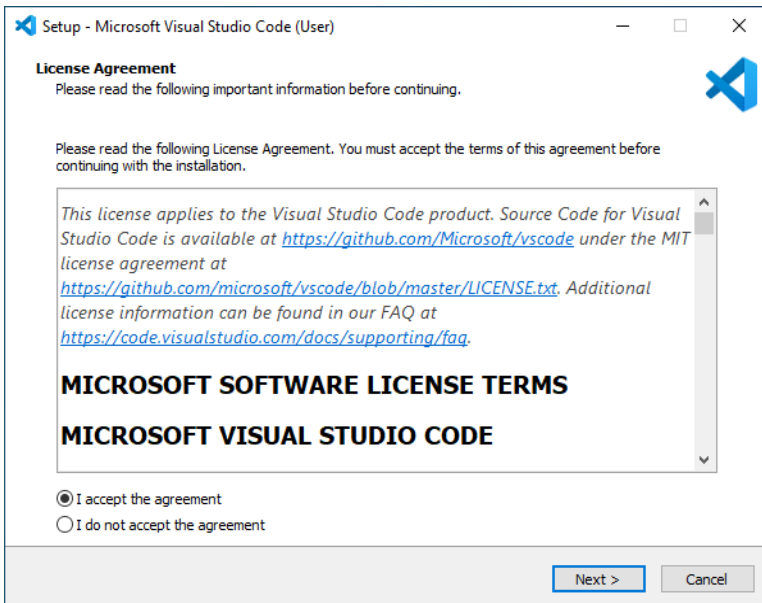 Setup - Microsoft Visual Studio Code (User)
License Agreement
Please read the following important information before continuing.
Please read the following License Agreement. You must accept the terms of this agreement before
continuing with the installation.
This license applies to the Visual Studio Code product. Source Code for Visual
Studio Code is available at https://github.com/Microsoft/vscode under the MIT
license agreement at
https://github.com/microsoft/vscode/blob/master/LICENSE.txt. Additional
license information can be found in our FAQ at
https://code.visualstudio.com/docs/supporting/faq.
MICROSOFT SOFTWARE LICENSE TERMS
MICROSOFT VISUAL STUDIO CODE
I accept the agreement
I do not accept the agreement
Next > Cancel